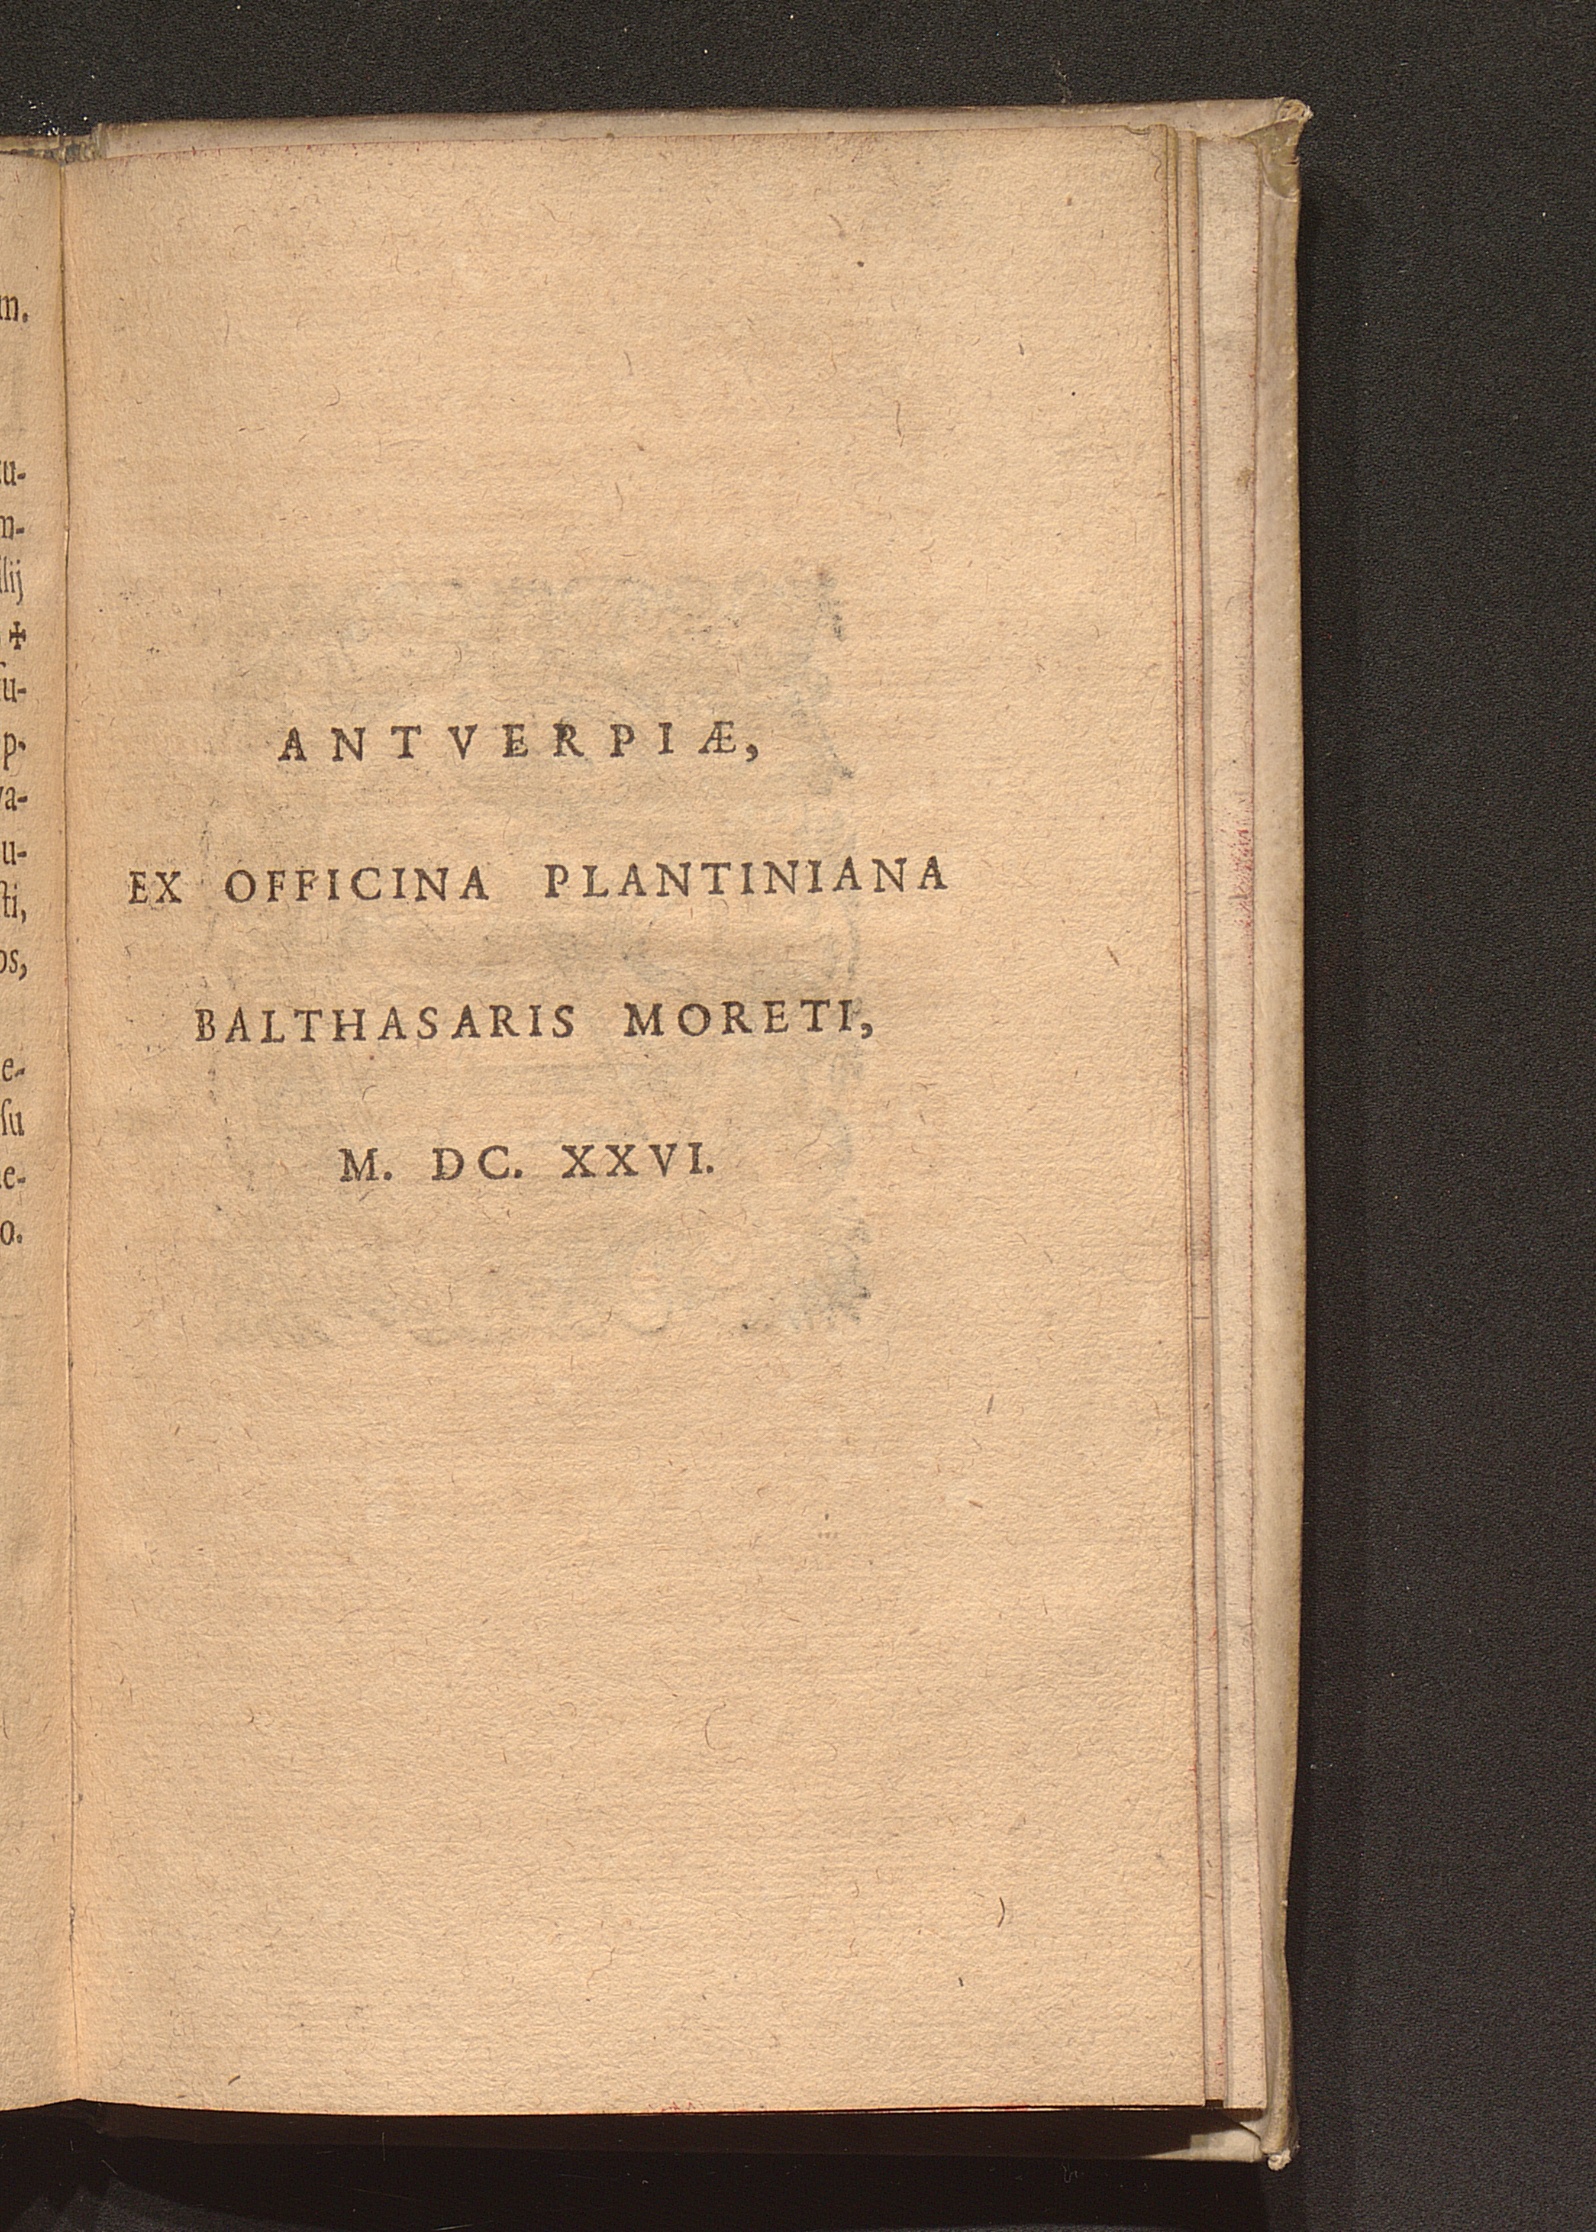 ANTVERPIÆ,
EX OFFICINA PLANTINIANA
BALTHASARIS MORETI,
M. DC. XXVI.